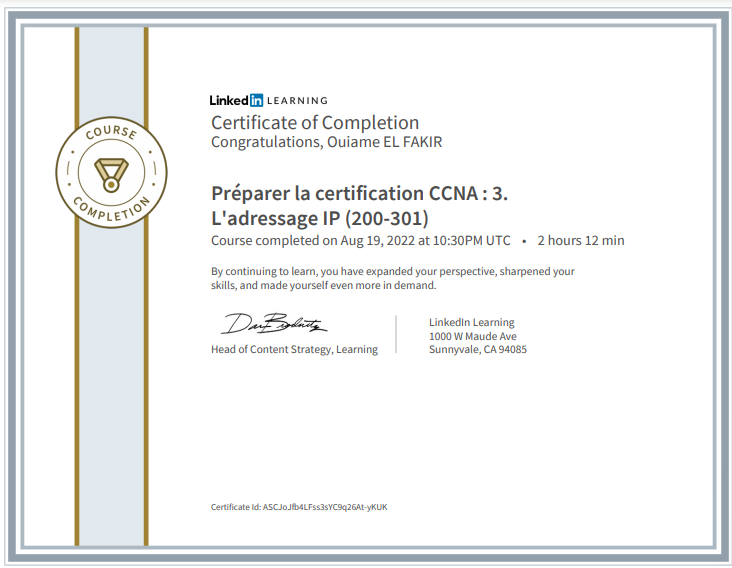 COURSE
COMPLETION
Linked in LEARNING
Certificate of Completion
Congratulations, Ouiame EL FAKIR
Préparer la certification CCNA : 3.
L'adressage IP (200-301)
Course completed on Aug 19, 2022 at 10:30PM UTC • 2 hours 12 min
By continuing to learn, you have expanded your perspective, sharpened your
skills, and made yourself even more in demand.
Head of Content Strategy, Learning
LinkedIn Learning
1000 W Maude Ave
Sunnyvale, CA 94085
Certificate Id: ASCJoJfb4LFss3sYC9q26At-yKUK